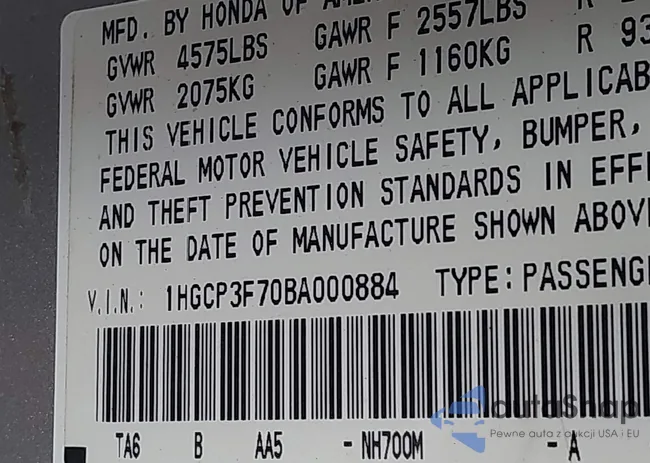 MFD. BY HONDA OF
GVWR 4575LBS GAWR F 2557LBS R
GVWR 2075KG GAWR F 1160KG R 93
THIS VEHICLE CONFORMS TO ALL APPLICAB
FEDERAL MOTOR VEHICLE SAFETY, BUMPER,
AND THEFT PREVENTION STANDARDS IN EFF
ON THE DATE OF MANUFACTURE SHOWN ABOV
V.I.N.: 1HGCP3F70BA000884 TYPE: PASSENG
TA6 B AA5 - NH700M - A
autaSnap
Pewne auta z aukcji USA i EU